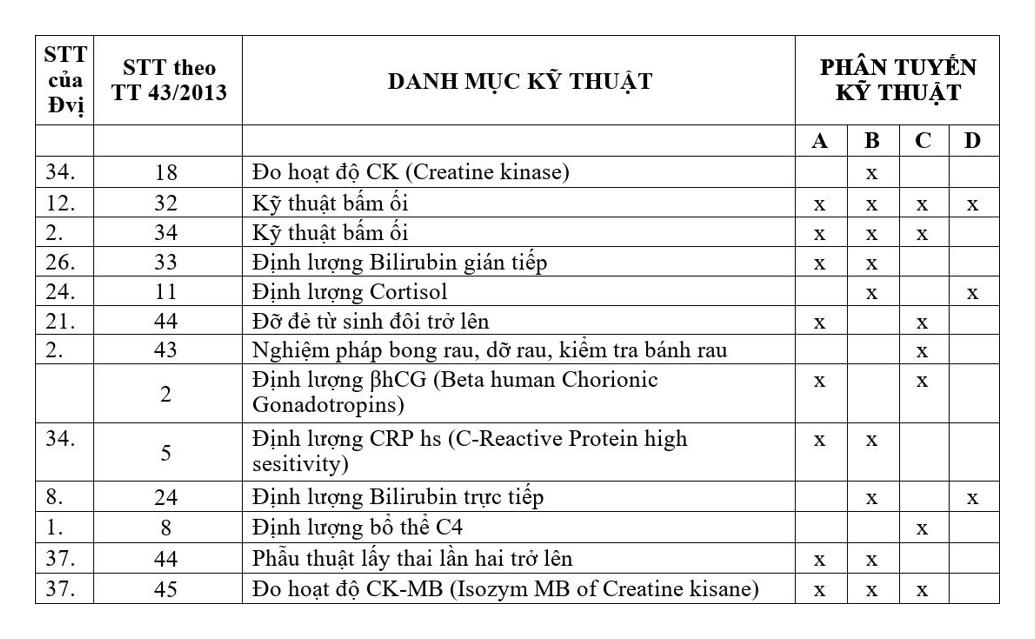 STT của Đvị | STT theo TT 43/2013 | DANH MỤC KỸ THUẬT | PHÂN TUYẾN KỸ THUẬT
A | B | C | D
34. | 18 | Đo hoạt độ CK (Creatine kinase) | x
12. | 32 | Kỹ thuật bấm ối | x | x | x | x
2. | 34 | Kỹ thuật bấm ối | x | x | x
26. | 33 | Định lượng Bilirubin gián tiếp | x | x
24. | 11 | Định lượng Cortisol | x | x
21. | 44 | Đỡ đẻ từ sinh đôi trở lên | x | x
2. | 43 | Nghiệm pháp bong rau, đỡ rau, kiểm tra bánh rau | x
2 | Định lượng βhCG (Beta human Chorionic | x | x
Gonadotropins)
34. | 5 | Định lượng CRP hs (C-Reactive Protein high | x | x
sesitivity)
8. | 24 | Định lượng Bilirubin trực tiếp | x | x
1. | 8 | Định lượng bổ thể C4 | x
37. | 44 | Phẫu thuật lấy thai lần hai trở lên | x | x
37. | 45 | Đo hoạt độ CK-MB (Isozym MB of Creatine kisane) | x | x | x